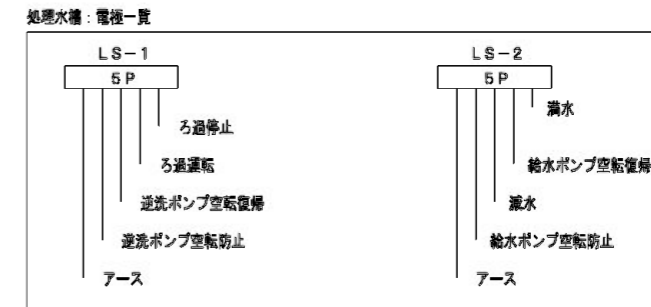 処理水槽：電極一覧
LS－1
5P
ろ過停止
ろ過運転
逆洗ポンプ空転復帰
逆洗ポンプ空転防止
アース
LS－2
5P
満水
給水ポンプ空転復帰
減水
給水ポンプ空転防止
アース